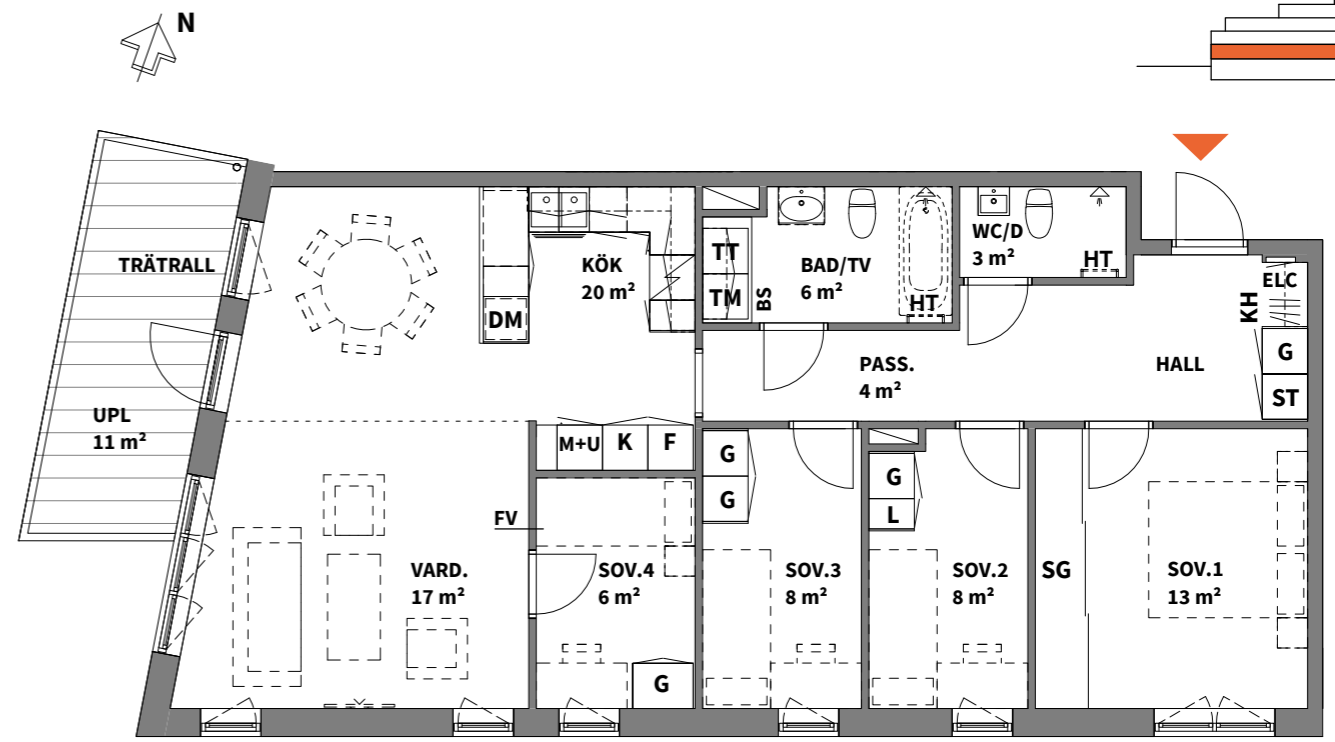 N
TRÄTRALL
UPL
11 m²
DM
KÖK
20 m²
TT
TM
BS
BAD/TV
6 m²
HT
WC/D
3 m²
HT
ELC
KH
G
ST
PASS.
4 m²
HALL
M+U K F
FV
VARD.
17 m²
SOV.4
6 m²
G
G
G
SOV.3
8 m²
G
L
SOV.2
8 m²
SG
SOV.1
13 m²